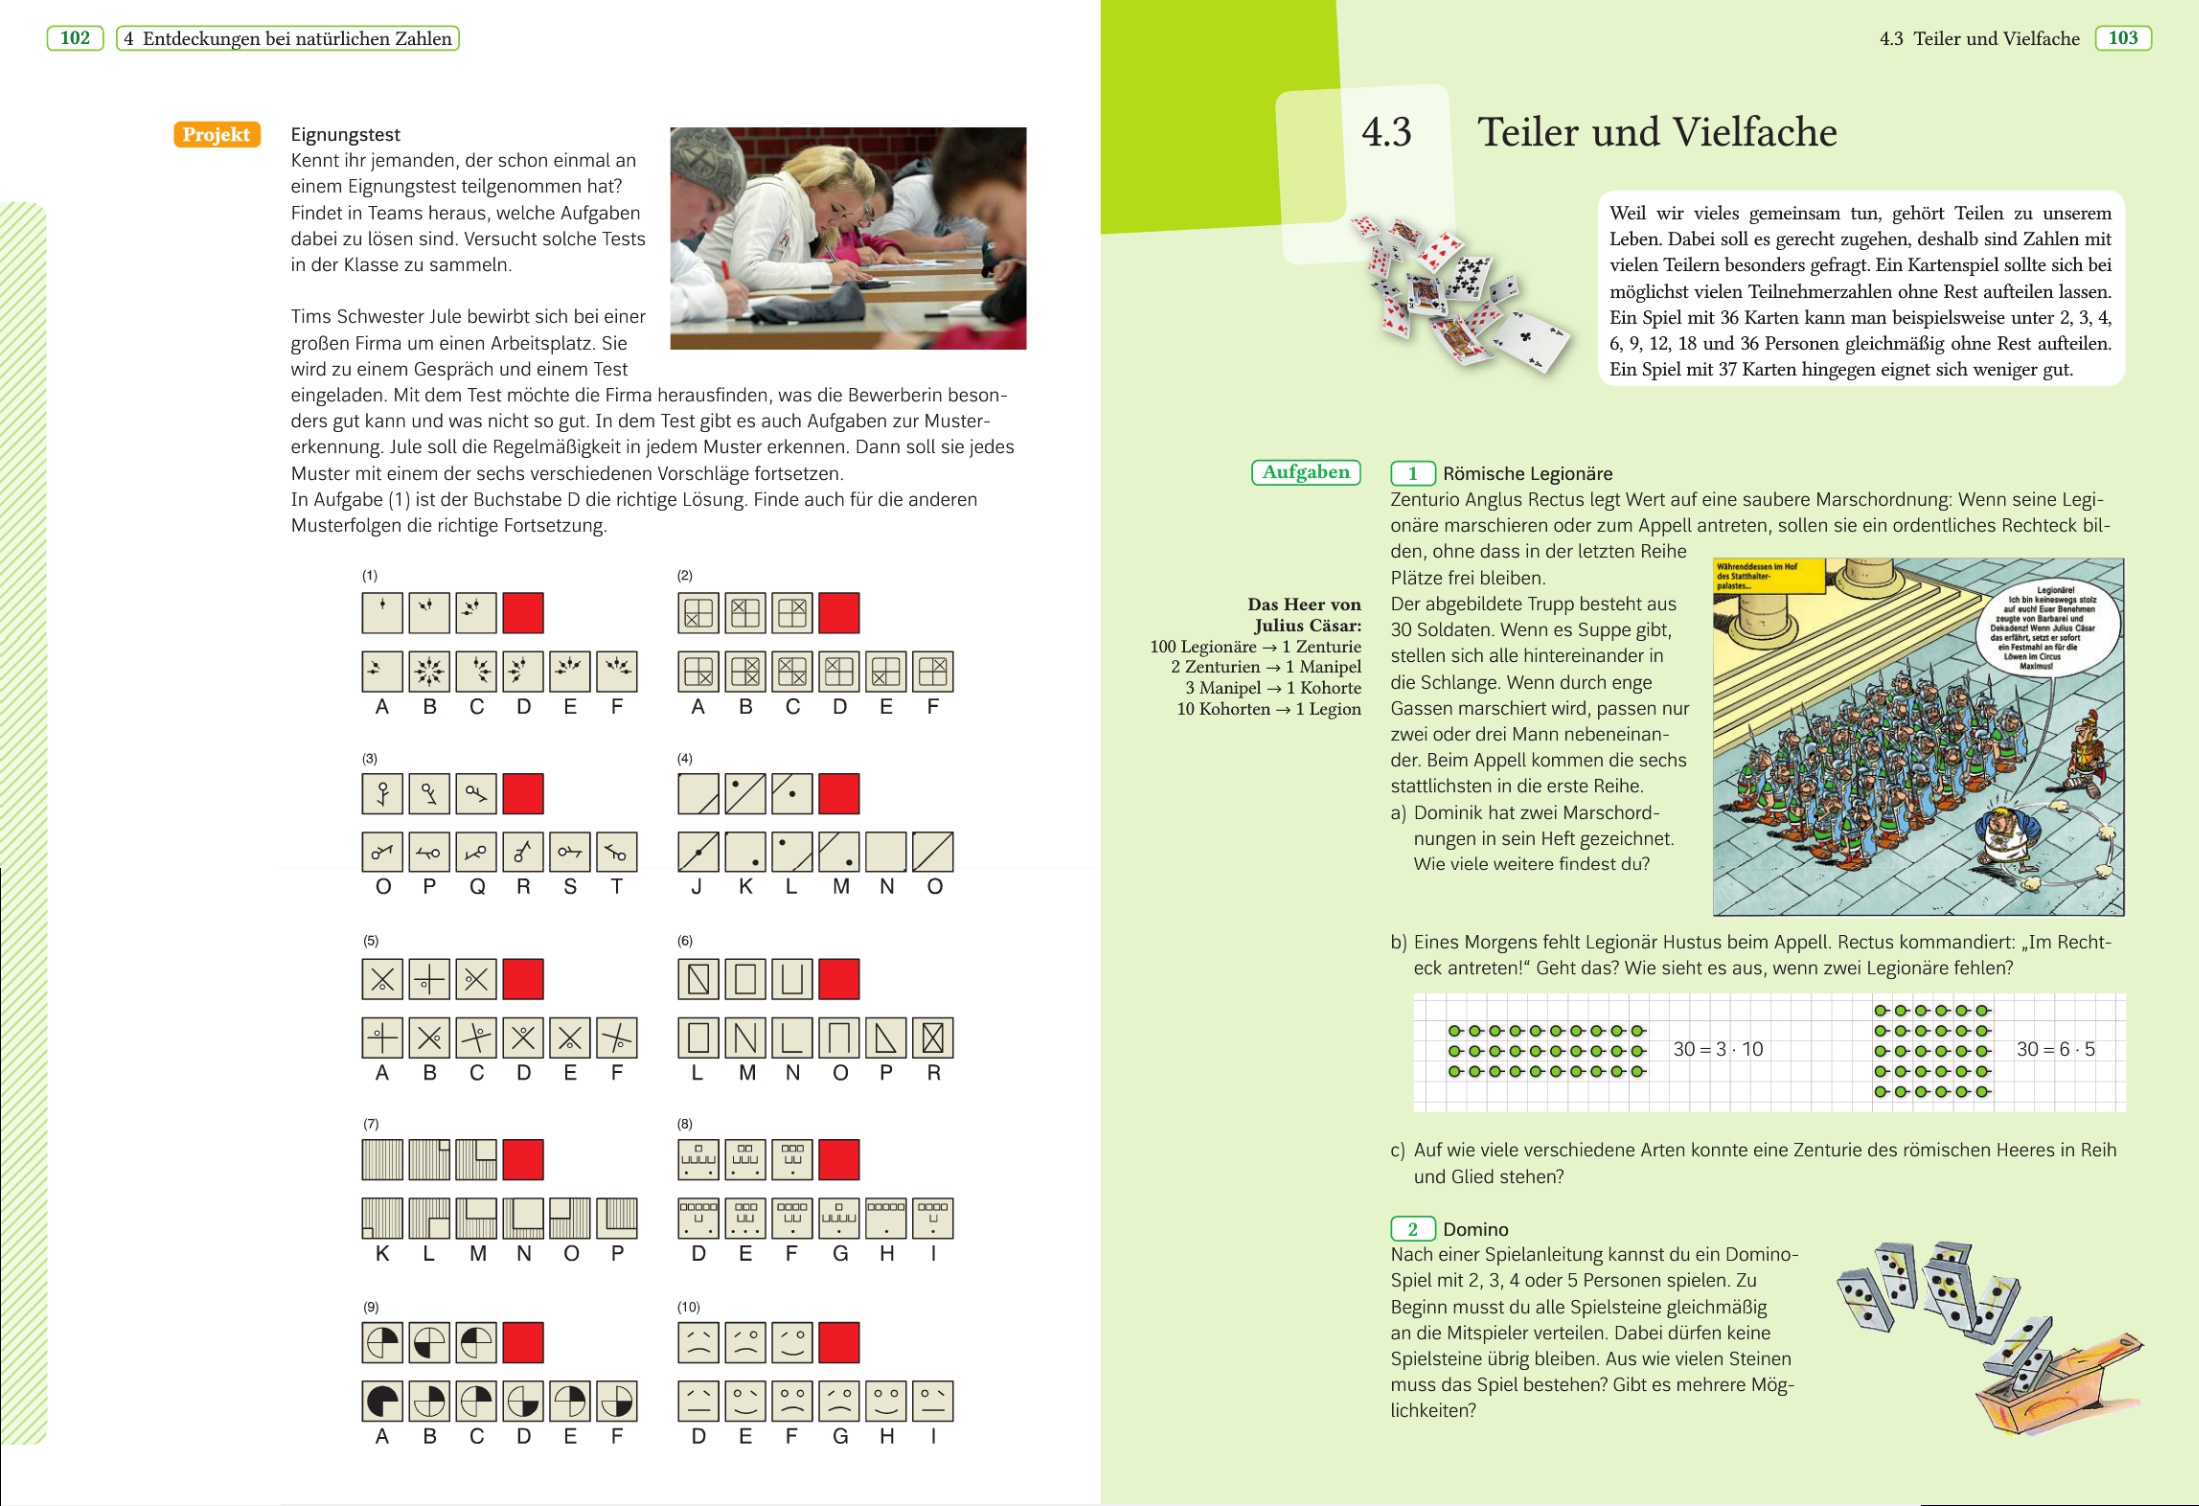 102
4 Entdeckungen bei natürlichen Zahlen
Projekt
Eignungstest
Kennt ihr jemanden, der schon einmal an
einem Eignungstest teilgenommen hat?
Findet in Teams heraus, welche Aufgaben
dabei zu lösen sind. Versucht solche Tests
in der Klasse zu sammeln.
Tims Schwester Jule bewirbt sich bei einer
großen Firma um einen Arbeitsplatz. Sie
wird zu einem Gespräch und einem Test
eingeladen. Mit dem Test möchte die Firma herausfinden, was die Bewerberin beson-
ders gut kann und was nicht so gut. In dem Test gibt es auch Aufgaben zur Muster-
erkennung. Jule soll die Regelmäßigkeit in jedem Muster erkennen. Dann soll sie jedes
Muster mit einem der sechs verschiedenen Vorschläge fortsetzen.
In Aufgabe (1) ist der Buchstabe D die richtige Lösung. Finde auch für die anderen
Musterfolgen die richtige Fortsetzung.
(1)
A B C D E F
(2)
A B C D E F
(3)
O P Q R S T
(4)
J K L M N O
(5)
A B C D E F
(6)
L M N O P R
(7)
K L M N O P
(8)
D E F G H I
(9)
A B C D E F
(10)
D E F G H I
4.3 Teiler und Vielfache
103
4.3 Teiler und Vielfache
Weil wir vieles gemeinsam tun, gehört Teilen zu unserem
Leben. Dabei soll es gerecht zugehen, deshalb sind Zahlen mit
vielen Teilern besonders gefragt. Ein Kartenspiel sollte sich bei
möglichst vielen Teilnehmerzahlen ohne Rest aufteilen lassen.
Ein Spiel mit 36 Karten kann man beispielsweise unter 2, 3, 4,
6, 9, 12, 18 und 36 Personen gleichmäßig ohne Rest aufteilen.
Ein Spiel mit 37 Karten hingegen eignet sich weniger gut.
Aufgaben
1 Römische Legionäre
Zenturio Anglus Rectus legt Wert auf eine saubere Marschordnung: Wenn seine Legi-
onäre marschieren oder zum Appell antreten, sollen sie ein ordentliches Rechteck bil-
den, ohne dass in der letzten Reihe
Plätze frei bleiben.
Der abgebildete Trupp besteht aus
30 Soldaten. Wenn es Suppe gibt,
stellen sich alle hintereinander in
die Schlange. Wenn durch enge
Gassen marschiert wird, passen nur
zwei oder drei Mann nebeneinan-
der. Beim Appell kommen die sechs
stattlichsten in die erste Reihe.
a) Dominik hat zwei Marschord-
nungen in sein Heft gezeichnet.
Wie viele weitere findest du?
Das Heer von
Julius Cäsar:
100 Legionäre → 1 Zenturie
2 Zenturien → 1 Manipel
3 Manipel → 1 Kohorte
10 Kohorten → 1 Legion
Währenddessen im Hof
des Statthalter-
palastes...
Legionäre!
Ich bin keineswegs stolz
auf euch! Euer Benehmen
zeugte von Barbarei und
Dekadenz! Wenn Julius Cäsar
das erfährt, setzt er sofort
ein Festmahl an für die
Löwen im Circus
Maximus!
b) Eines Morgens fehlt Legionär Hustus beim Appell. Rectus kommandiert: „Im Recht-
eck antreten!“ Geht das? Wie sieht es aus, wenn zwei Legionäre fehlen?
30 = 3 · 10
30 = 6 · 5
c) Auf wie viele verschiedene Arten konnte eine Zenturie des römischen Heeres in Reih
und Glied stehen?
2 Domino
Nach einer Spielanleitung kannst du ein Domino-
Spiel mit 2, 3, 4 oder 5 Personen spielen. Zu
Beginn musst du alle Spielsteine gleichmäßig
an die Mitspieler verteilen. Dabei dürfen keine
Spielsteine übrig bleiben. Aus wie vielen Steinen
muss das Spiel bestehen? Gibt es mehrere Mög-
lichkeiten?